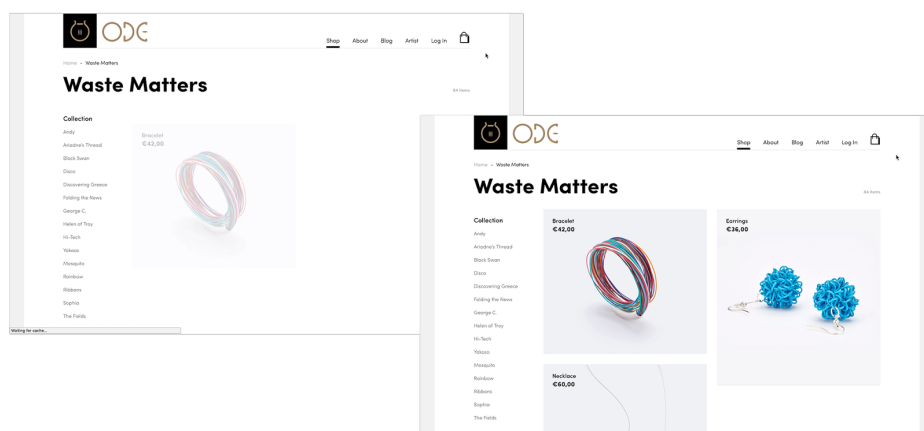 H ODE
Shop About Blog Artist Log In
Home - Waste Matters
Waste Matters
84 items
Collection
Andy
Ariadne's Thread
Black Swan
Disco
Discovering Greece
Folding the News
George C.
Helen of Troy
Hi-Tech
Yokoso
Mosquito
Rainbow
Ribbons
Sophia
The Fields
Bracelet
€42,00
Waiting for cache...
H ODE
Shop About Blog Artist Log In
Home - Waste Matters
Waste Matters
84 items
Collection
Andy
Ariadne's Thread
Black Swan
Disco
Discovering Greece
Folding the News
George C.
Helen of Troy
Hi-Tech
Yokoso
Mosquito
Rainbow
Ribbons
Sophia
The Fields
Bracelet
€42,00
Earrings
€36,00
Necklace
€60,00